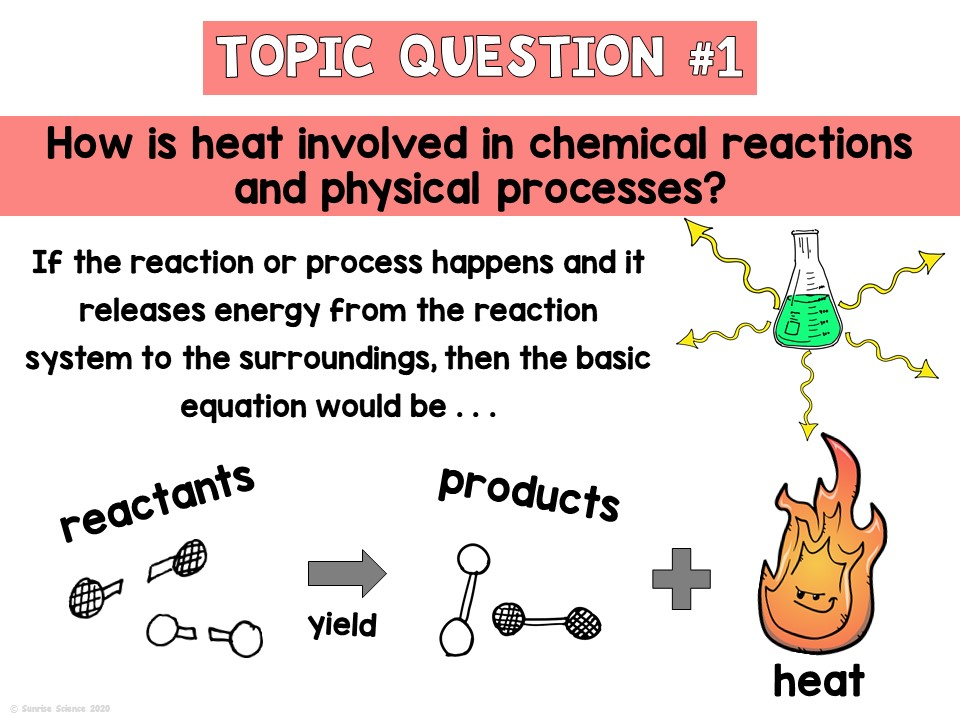 TOPIC QUESTION #1
How is heat involved in chemical reactions
and physical processes?
If the reaction or process happens and it
releases energy from the reaction
system to the surroundings, then the basic
equation would be . . .
reactants
products
yield
heat
© Sunrise Science 2020